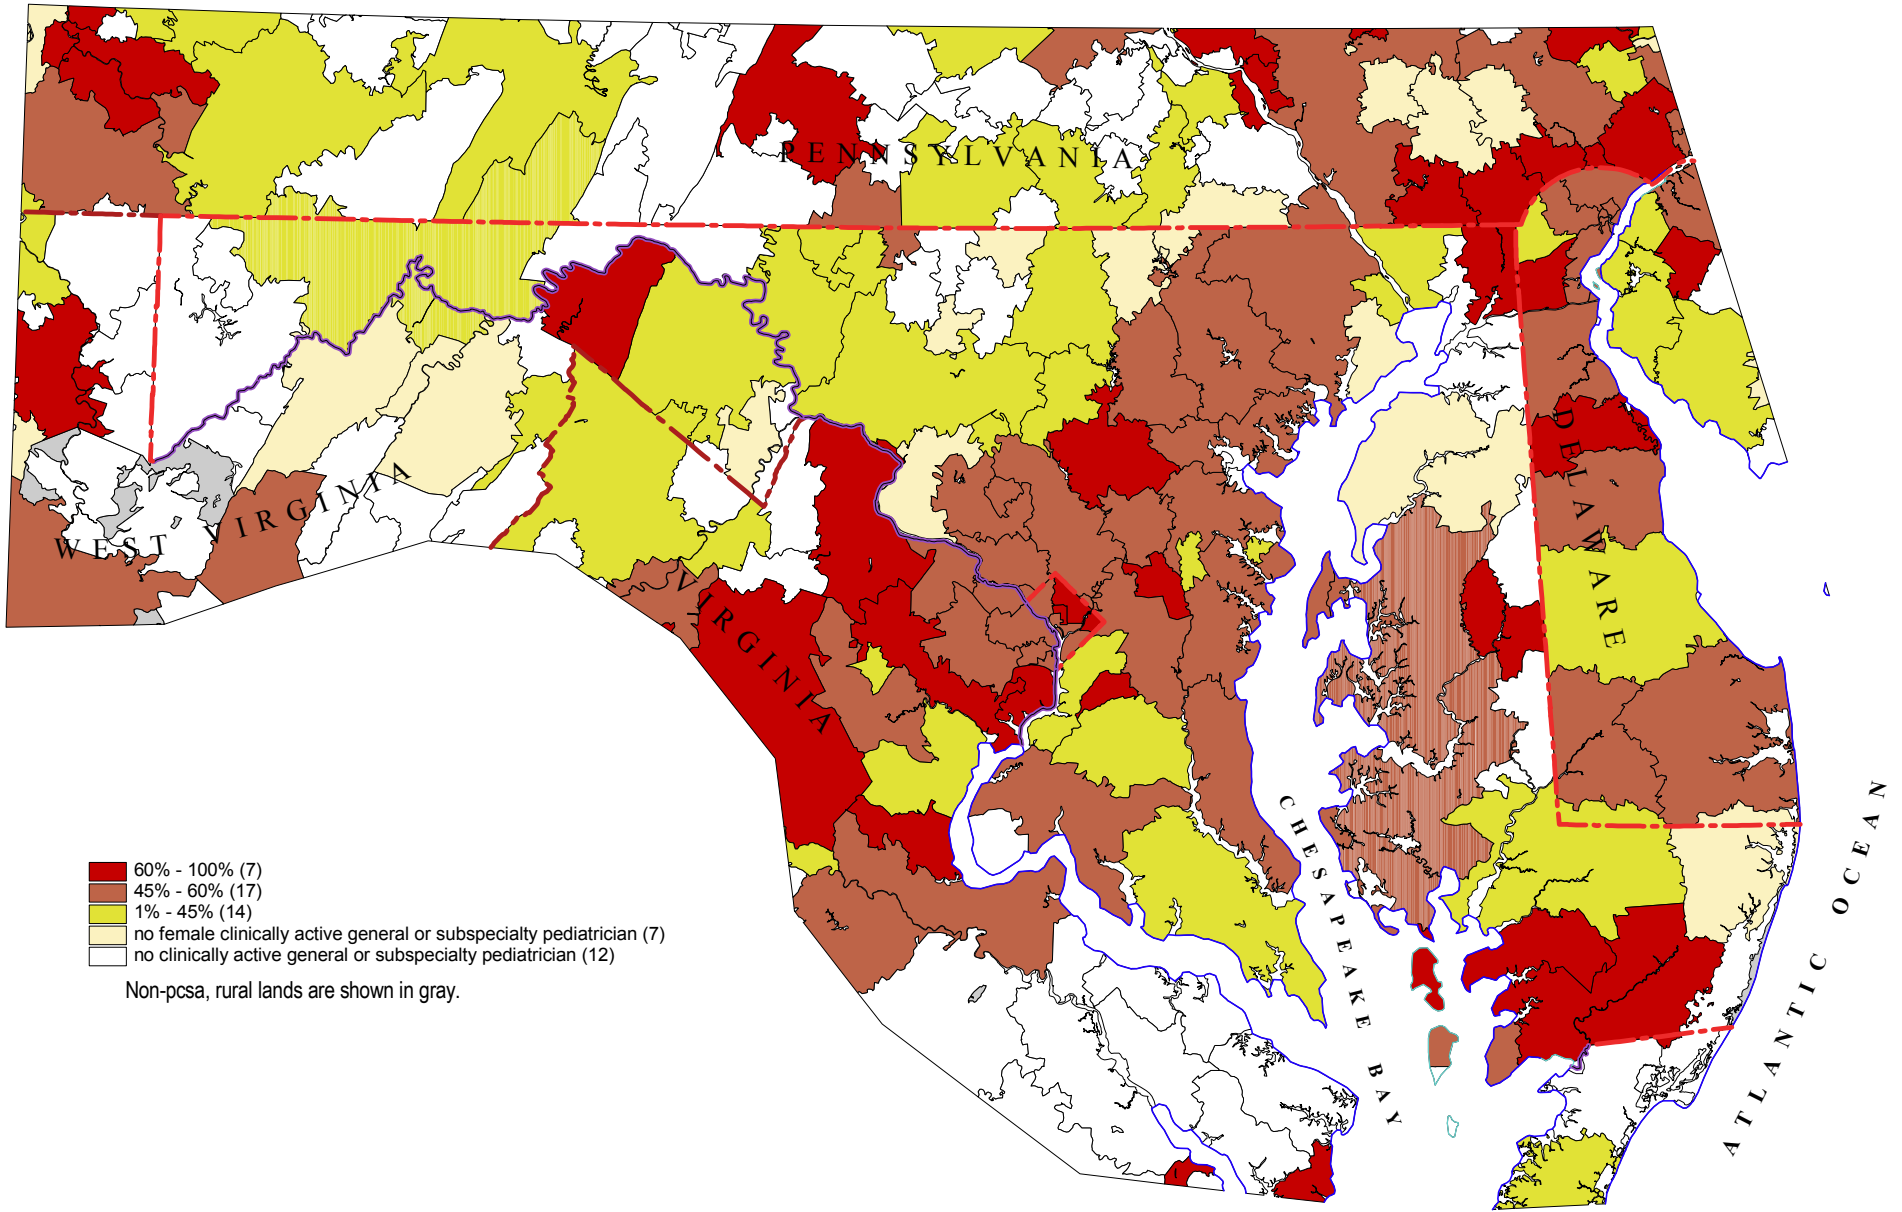 PENNSYLVANIA
DELAWARE
WEST VIRGINIA
VIRGINIA
CHESAPEAKE BAY
ATLANTIC OCEAN
60% - 100% (7)
45% - 60% (17)
1% - 45% (14)
no female clinically active general or subspecialty pediatrician (7)
no clinically active general or subspecialty pediatrician (12)
Non-pcsa, rural lands are shown in gray.